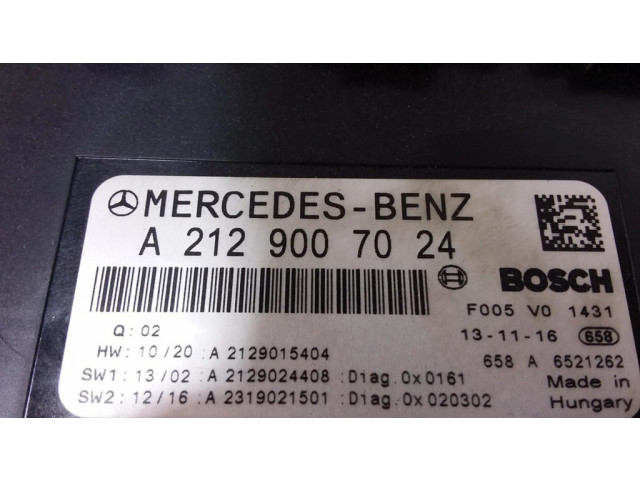 MERCEDES-BENZ
A 212 900 70 24
BOSCH
F005 V0 1431
Q: 02
13-11-16 658
HW: 10/20: A 2129015404
658 A 6521262
SW1: 13/02: A 2129024408: Diag. 0x0161
Made in
SW2: 12/16: A 2319021501 : Diag. 0x020302
Hungary